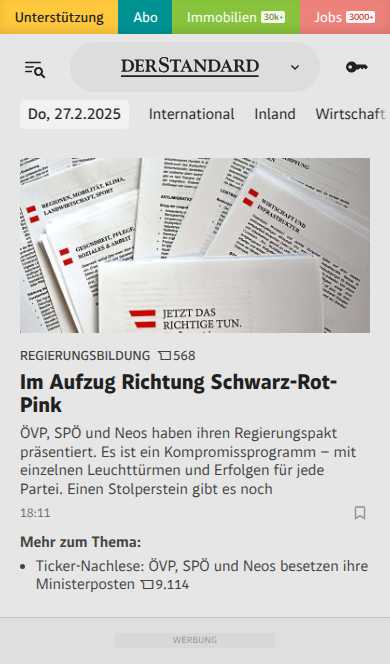 Unterstützung Abo Immobilien 30k+ Jobs 3000+
DERSTANDARD
Do, 27.2.2025 International Inland Wirtschaft
REGIONEN, MOBILITÄT, KLIMA,
LANDWIRTSCHAFT, SPORT
GESUNDHEIT, PFLEGE,
SOZIALES & ARBEIT
WIRTSCHAFT UND
INFRASTRUKTUR
JETZT DAS
RICHTIGE TUN.
REGIERUNGSBILDUNG 568
Im Aufzug Richtung Schwarz-Rot-
Pink
ÖVP, SPÖ und Neos haben ihren Regierungspakt
präsentiert. Es ist ein Kompromissprogramm – mit
einzelnen Leuchttürmen und Erfolgen für jede
Partei. Einen Stolperstein gibt es noch
18:11
Mehr zum Thema:
• Ticker-Nachlese: ÖVP, SPÖ und Neos besetzen ihre
Ministerposten 9.114
WERBUNG